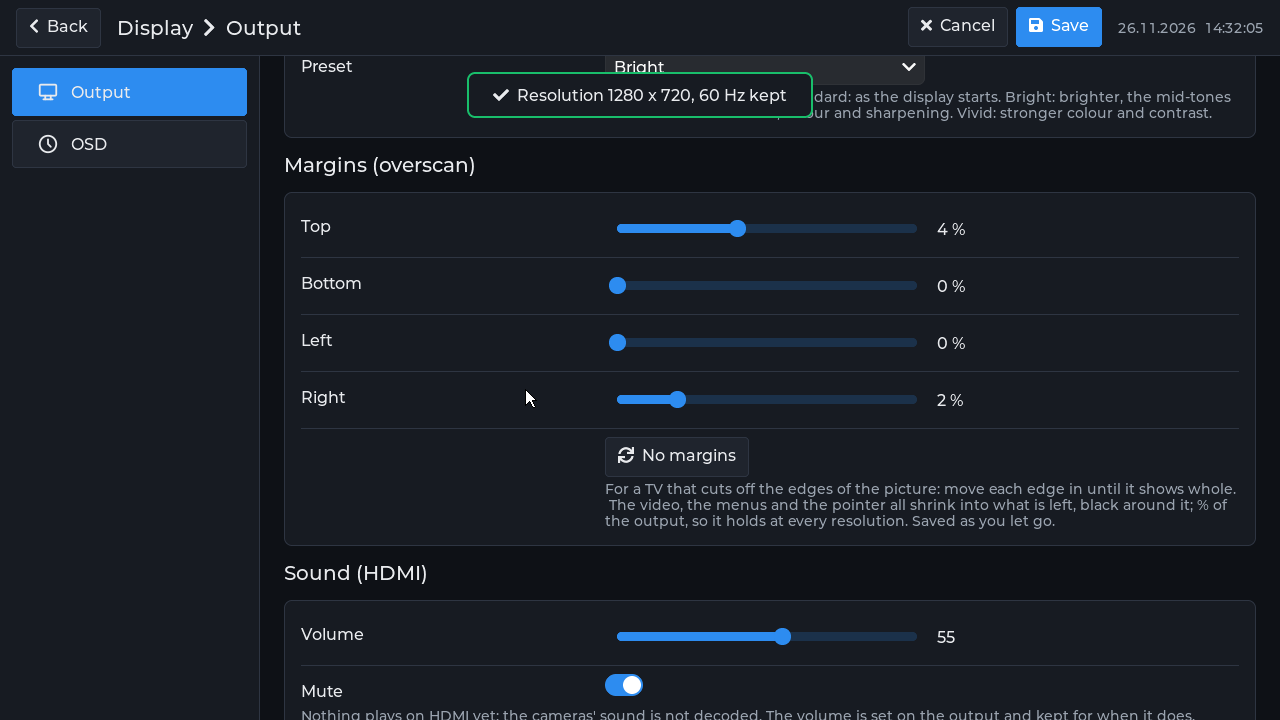 Back
Display
Output
Cancel
Save
26.11.2026 14:32:05
Output
OSD
Preset
Bright
Resolution 1280 x 720, 60 Hz kept
as the display starts. Bright: brighter, the mid-tones
and sharpening. Vivid: stronger colour and contrast.
Margins (overscan)
Top
4 %
Bottom
0 %
Left
0 %
Right
2 %
No margins
For a TV that cuts off the edges of the picture: move each edge in until it shows whole.
The video, the menus and the pointer all shrink into what is left, black around it; % of
the output, so it holds at every resolution. Saved as you let go.
Sound (HDMI)
Volume
55
Mute
Nothing plays on HDMI yet: the cameras' sound is not decoded. The volume is set on the output and kept for when it does.